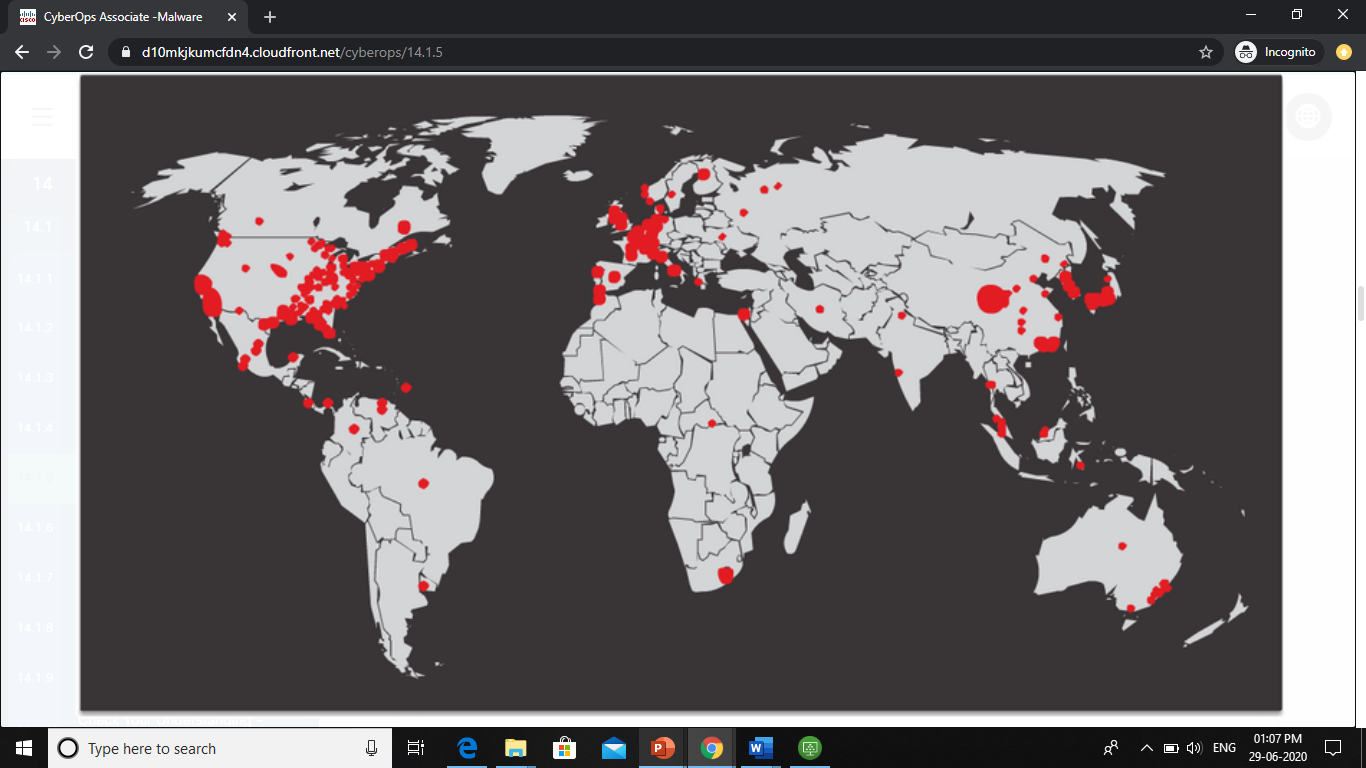 CyberOps Associate -Malware
d10mkjkumcfdn4.cloudfront.net/cyberops/14.1.5
Incognito
14
14.1
14.1.1
14.1.2
14.1.3
14.1.4
14.1.6
14.1.7
14.1.8
14.1.9
Type here to search
ENG
01:07 PM
29-06-2020